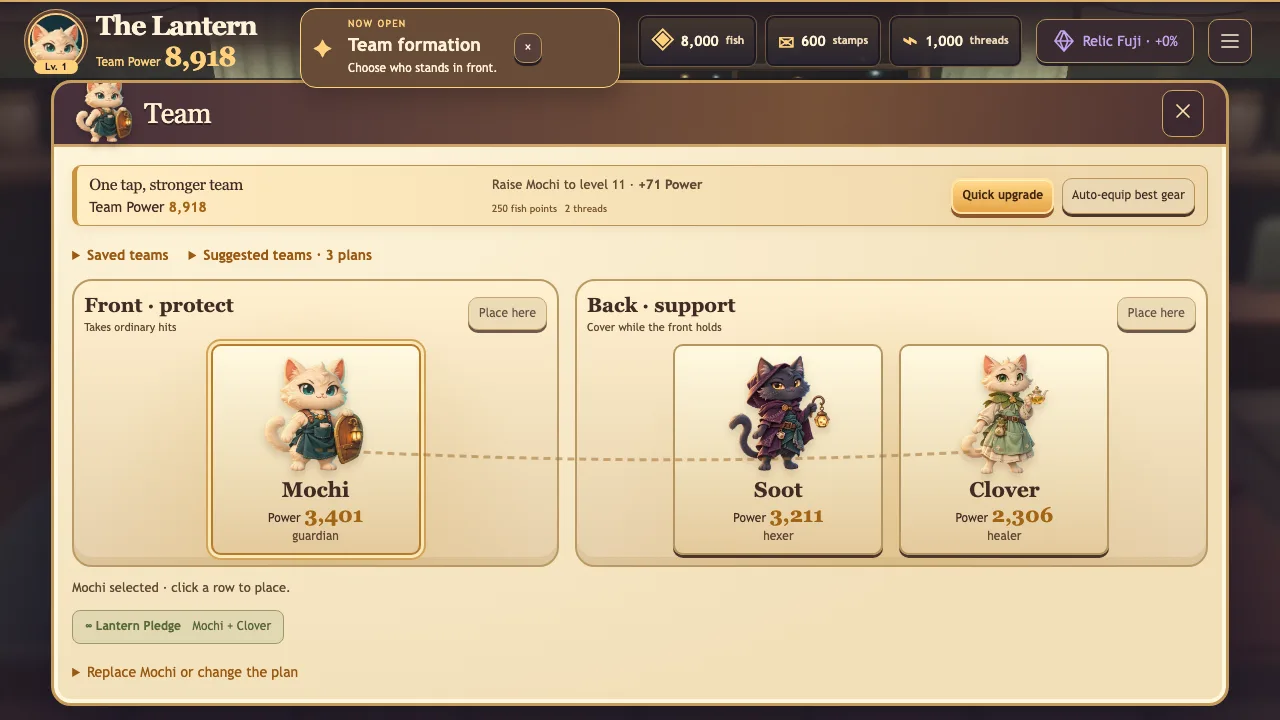 The Lantern
Team Power 8,918
Lv. 1
NOW OPEN
Team formation
Choose who stands in front.
×
8,000 fish
600 stamps
1,000 threads
Relic Fuji · +0%
Team
One tap, stronger team
Team Power 8,918
Raise Mochi to level 11 · +71 Power
250 fish points 2 threads
Quick upgrade
Auto-equip best gear
Saved teams
Suggested teams · 3 plans
Front · protect
Takes ordinary hits
Place here
Mochi
Power 3,401
guardian
Back · support
Cover while the front holds
Place here
Soot
Power 3,211
hexer
Clover
Power 2,306
healer
Mochi selected · click a row to place.
∞ Lantern Pledge Mochi + Clover
Replace Mochi or change the plan